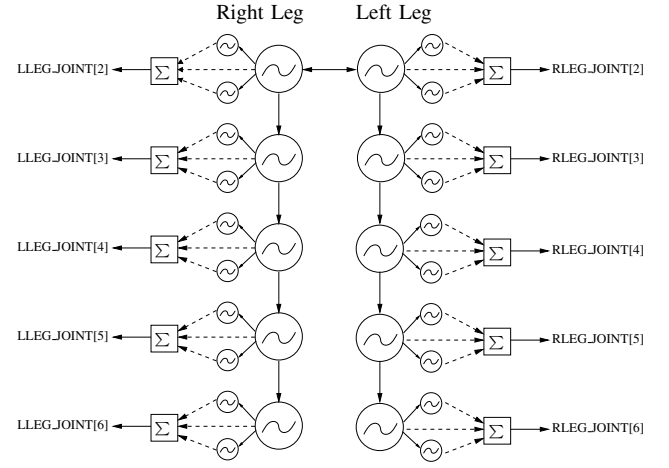 Right Leg Left Leg
LLEG_JOINT[2] Σ Σ RLEG_JOINT[2]
LLEG_JOINT[3] Σ Σ RLEG_JOINT[3]
LLEG_JOINT[4] Σ Σ RLEG_JOINT[4]
LLEG_JOINT[5] Σ Σ RLEG_JOINT[5]
LLEG_JOINT[6] Σ Σ RLEG_JOINT[6]